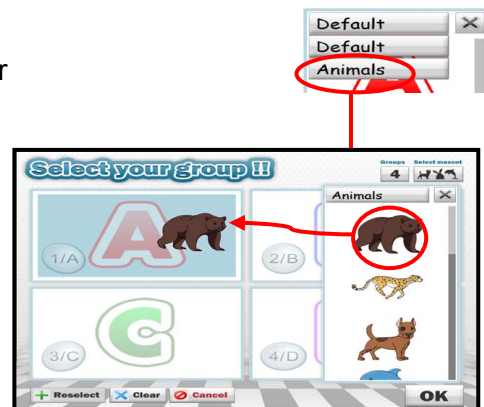 r
Default
Default
Animals
Select your group !!
Groups
4
Select mascot
Animals
1/A
A
2/B
3/C
C
4/D
Reselect
Clear
Cancel
OK